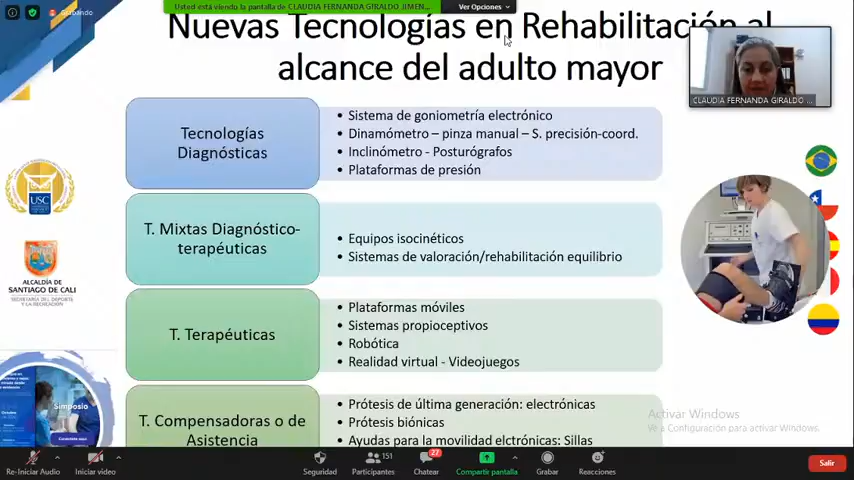 Grabando
Usted está viendo la pantalla de CLAUDIA FERNANDA GIRALDO JIMEN...
Ver Opciones
Nuevas Tecnologías en Rehabilitación al
alcance del adulto mayor
CLAUDIA FERNANDA GIRALDO ...
Tecnologías
Diagnósticas
• Sistema de goniometría electrónico
• Dinamómetro – pinza manual – S. precisión-coord.
• Inclinómetro - Posturógrafos
• Plataformas de presión
T. Mixtas Diagnóstico-
terapéuticas
• Equipos isocinéticos
• Sistemas de valoración/rehabilitación equilibrio
T. Terapéuticas
• Plataformas móviles
• Sistemas propioceptivos
• Robótica
• Realidad virtual - Videojuegos
T. Compensadoras o de
Asistencia
• Prótesis de última generación: electrónicas
• Prótesis biónicas
• Ayudas para la movilidad elctrónicas: Sillas
USC
ALCALDÍA DE
SANTIAGO DE CALI
SECRETARÍA DEL DEPORTE
Y LA RECREACIÓN
Simposio
Activar Windows
Ve a Configuración para activar Windows.
Re-Iniciar Audio
Iniciar video
Seguridad
151
Participantes
27
Chatear
Compartir pantalla
Grabar
Reacciones
Salir